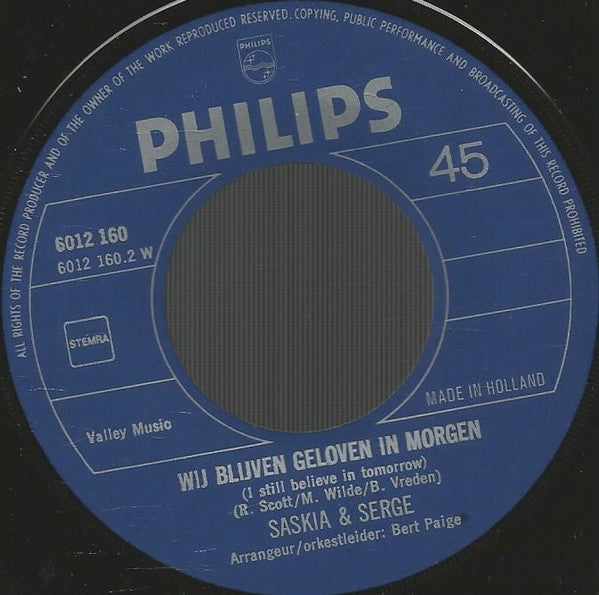 ALL RIGHTS OF THE RECORD PRODUCER AND OF THE OWNER OF THE WORK REPRODUCED RESERVED. COPYING, PUBLIC PERFORMANCE AND BROADCASTING OF THIS RECORD PROHIBITED
PHILIPS
PHILIPS
45
6012 160
6012 160.2 W
STEMRA
Valley Music
MADE IN HOLLAND
WIJ BLIJVEN GELOVEN IN MORGEN
(I still believe in tomorrow)
(R. Scott/M. Wilde/B. Vreden)
SASKIA & SERGE
Arrangeur/orkestleider: Bert Paige